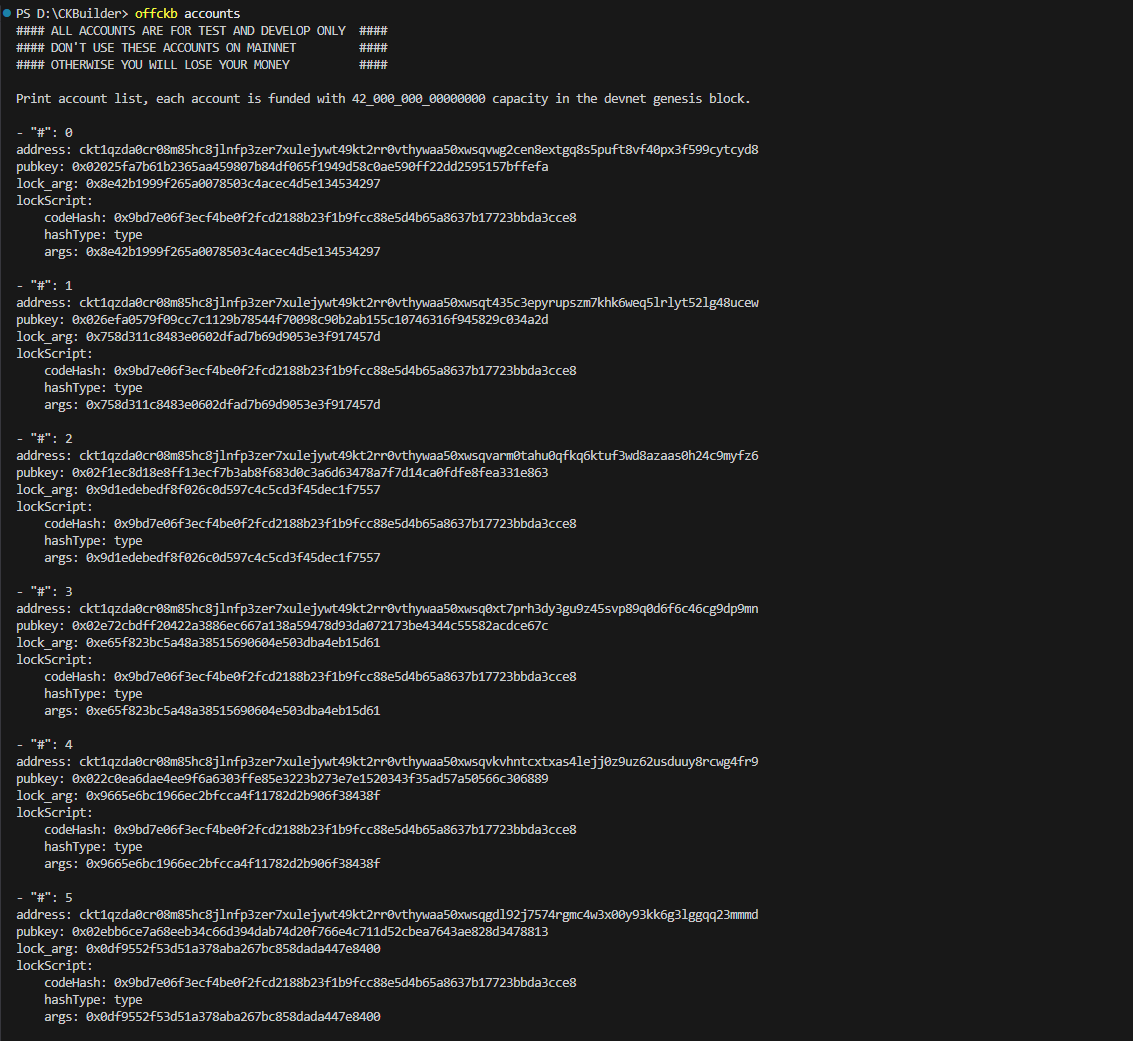 PS D:\CKBuilder> offckb accounts
#### ALL ACCOUNTS ARE FOR TEST AND DEVELOP ONLY  ####
#### DON'T USE THESE ACCOUNTS ON MAINNET         ####
#### OTHERWISE YOU WILL LOSE YOUR MONEY          ####
Print account list, each account is funded with 42_000_000_00000000 capacity in the devnet genesis block.
- "#": 0
address: ckt1qzda0cr08m85hc8jlnfp3zer7xulejywt49kt2rr0vthywaa50xwsqvwg2cen8extgq8s5puft8vf40px3f599cytcyd8
pubkey: 0x02025fa7b61b2365aa459807b84df065f1949d58c0ae590ff22dd2595157bffefa
lock_arg: 0x8e42b1999f265a0078503c4acec4d5e134534297
lockScript:
    codeHash: 0x9bd7e06f3ecf4be0f2fcd2188b23f1b9fcc88e5d4b65a8637b17723bbda3cce8
    hashType: type
    args: 0x8e42b1999f265a0078503c4acec4d5e134534297
- "#": 1
address: ckt1qzda0cr08m85hc8jlnfp3zer7xulejywt49kt2rr0vthywaa50xwsqt435c3epyrupszm7khk6weq5lrlyt52lg48ucew
pubkey: 0x026efa0579f09cc7c1129b78544f70098c90b2ab155c10746316f945829c034a2d
lock_arg: 0x758d311c8483e0602dfad7b69d9053e3f917457d
lockScript:
    codeHash: 0x9bd7e06f3ecf4be0f2fcd2188b23f1b9fcc88e5d4b65a8637b17723bbda3cce8
    hashType: type
    args: 0x758d311c8483e0602dfad7b69d9053e3f917457d
- "#": 2
address: ckt1qzda0cr08m85hc8jlnfp3zer7xulejywt49kt2rr0vthywaa50xwsqvarm0tahu0qfkq6ktuf3wd8azaas0h24c9myfz6
pubkey: 0x02f1ec8d18e8ff13ecf7b3ab8f683d0c3a6d63478a7f7d14ca0fdfe8fea331e863
lock_arg: 0x9d1edebedf8f026c0d597c4c5cd3f45dec1f7557
lockScript:
    codeHash: 0x9bd7e06f3ecf4be0f2fcd2188b23f1b9fcc88e5d4b65a8637b17723bbda3cce8
    hashType: type
    args: 0x9d1edebedf8f026c0d597c4c5cd3f45dec1f7557
- "#": 3
address: ckt1qzda0cr08m85hc8jlnfp3zer7xulejywt49kt2rr0vthywaa50xwsq0xt7prh3dy3gu9z45svp89q0d6f6c46cg9dp9mn
pubkey: 0x02e72cbdff20422a3886ec667a138a59478d93da072173be4344c55582acdce67c
lock_arg: 0xe65f823bc5a48a38515690604e503dba4eb15d61
lockScript:
    codeHash: 0x9bd7e06f3ecf4be0f2fcd2188b23f1b9fcc88e5d4b65a8637b17723bbda3cce8
    hashType: type
    args: 0xe65f823bc5a48a38515690604e503dba4eb15d61
- "#": 4
address: ckt1qzda0cr08m85hc8jlnfp3zer7xulejywt49kt2rr0vthywaa50xwsqvkvhntcxtxas4lejj0z9uz62usduuy8rcwg4fr9
pubkey: 0x022c0ea6dae4ee9f6a6303ffe85e3223b273e7e1520343f35ad57a50566c306889
lock_arg: 0x9665e6bc1966ec2bfcca4f11782d2b906f38438f
lockScript:
    codeHash: 0x9bd7e06f3ecf4be0f2fcd2188b23f1b9fcc88e5d4b65a8637b17723bbda3cce8
    hashType: type
    args: 0x9665e6bc1966ec2bfcca4f11782d2b906f38438f
- "#": 5
address: ckt1qzda0cr08m85hc8jlnfp3zer7xulejywt49kt2rr0vthywaa50xwsqgdl92j7574rgmc4w3x00y93kk6g3lggqq23mmmd
pubkey: 0x02ebb6ce7a68eeb34c66d394dab74d20f766e4c711d52cbea7643ae828d3478813
lock_arg: 0x0df9552f53d51a378aba267bc858dada447e8400
lockScript:
    codeHash: 0x9bd7e06f3ecf4be0f2fcd2188b23f1b9fcc88e5d4b65a8637b17723bbda3cce8
    hashType: type
    args: 0x0df9552f53d51a378aba267bc858dada447e8400